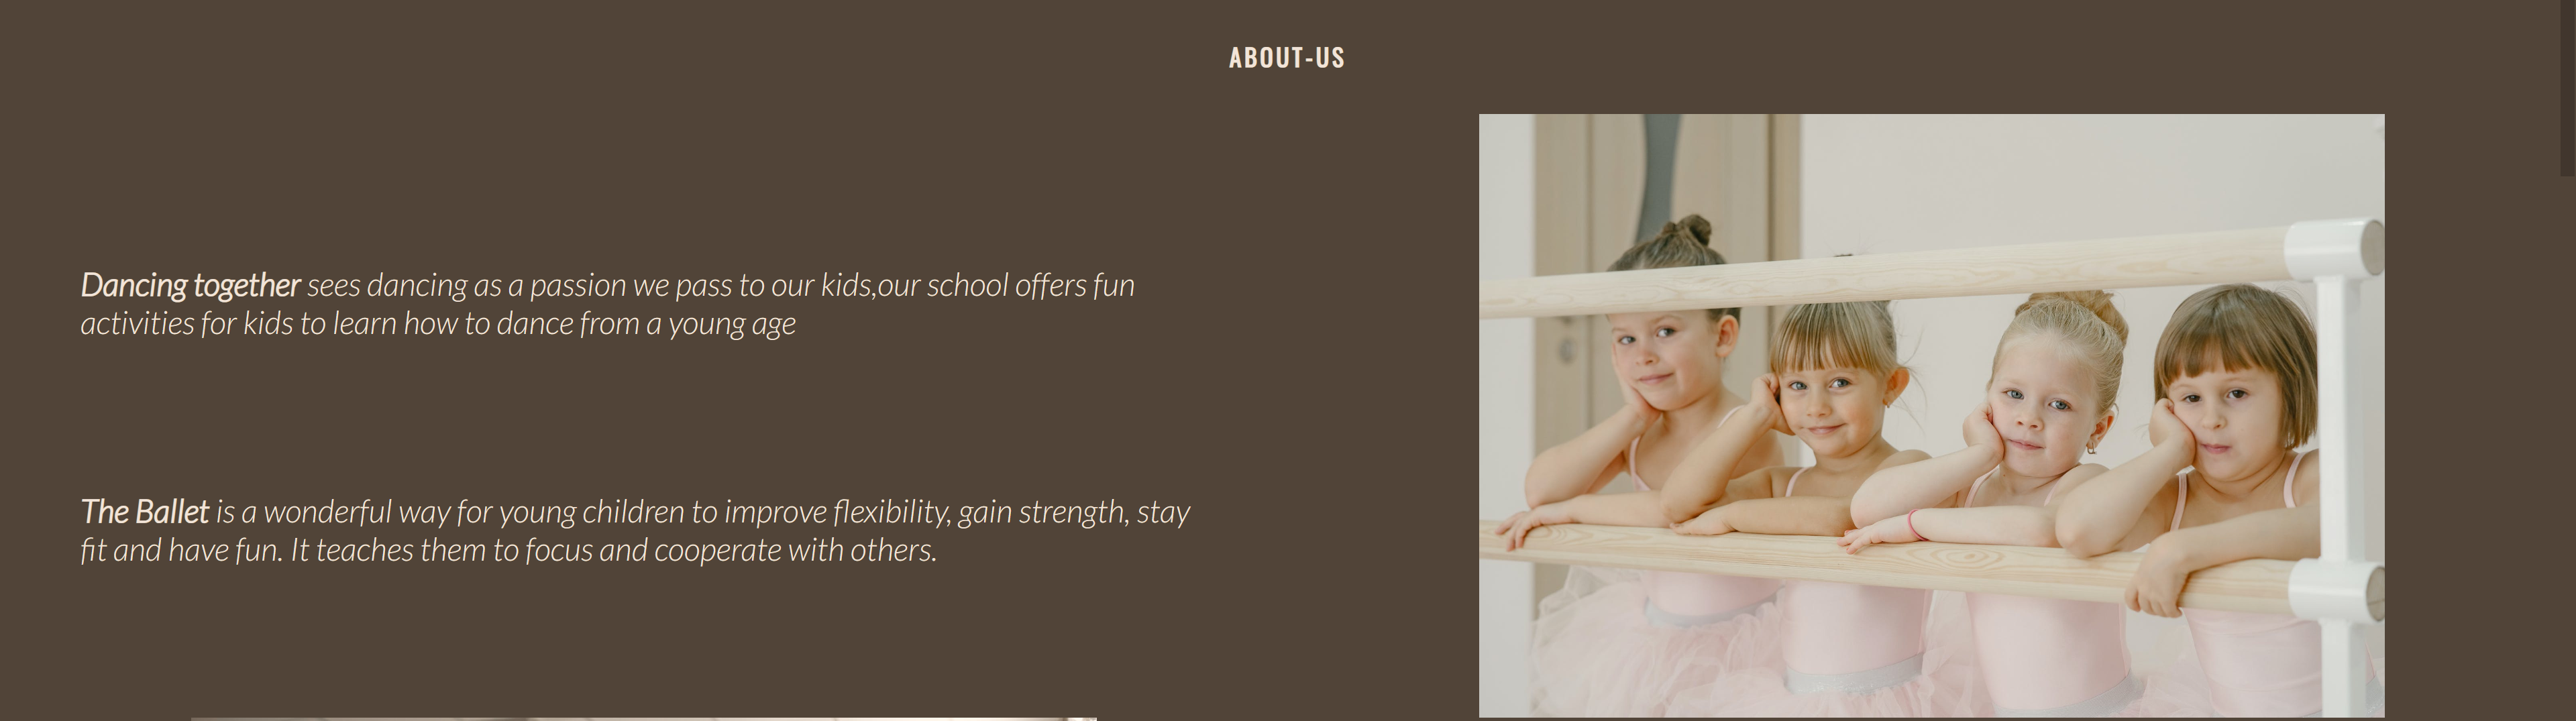 ABOUT-US
Dancing together sees dancing as a passion we pass to our kids,our school offers fun
activities for kids to learn how to dance from a young age
The Ballet is a wonderful way for young children to improve flexibility, gain strength, stay
fit and have fun. It teaches them to focus and cooperate with others.